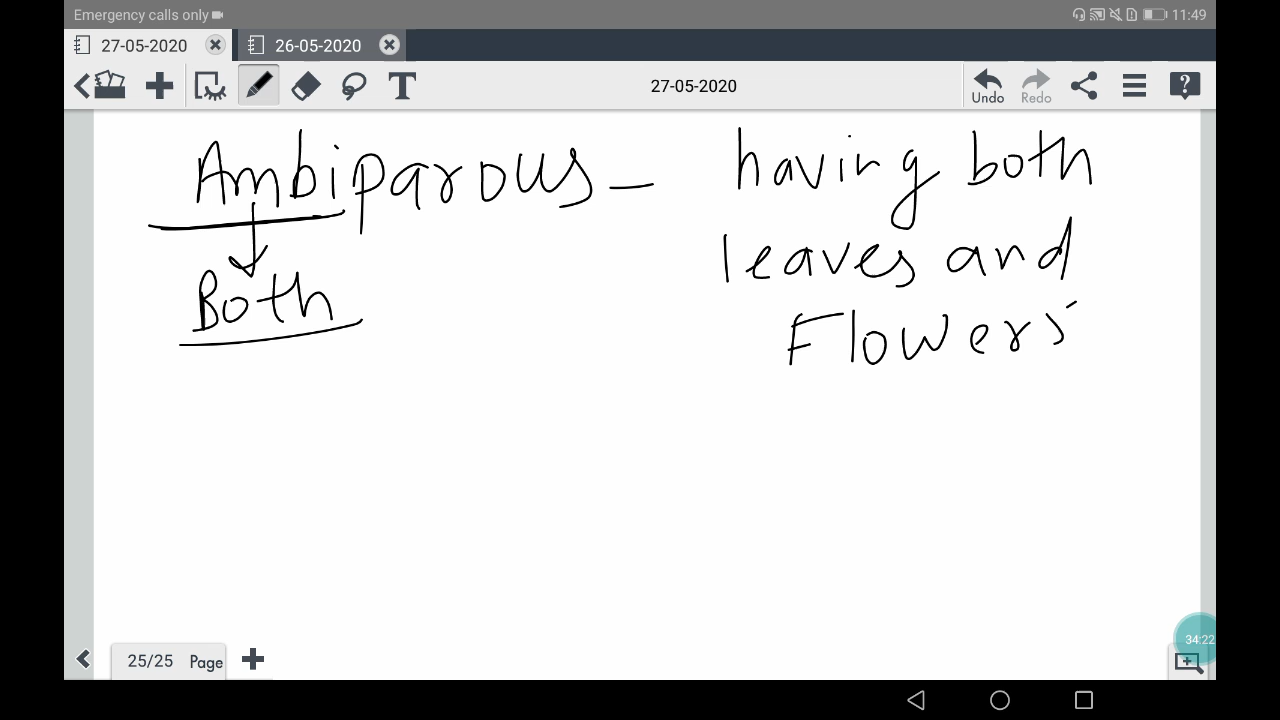 Emergency calls only 11:49
27-05-2020 26-05-2020
T 27-05-2020 Undo Redo ?
Ambiparous – having both
leaves and
Both Flowers
34:22
25/25 Page